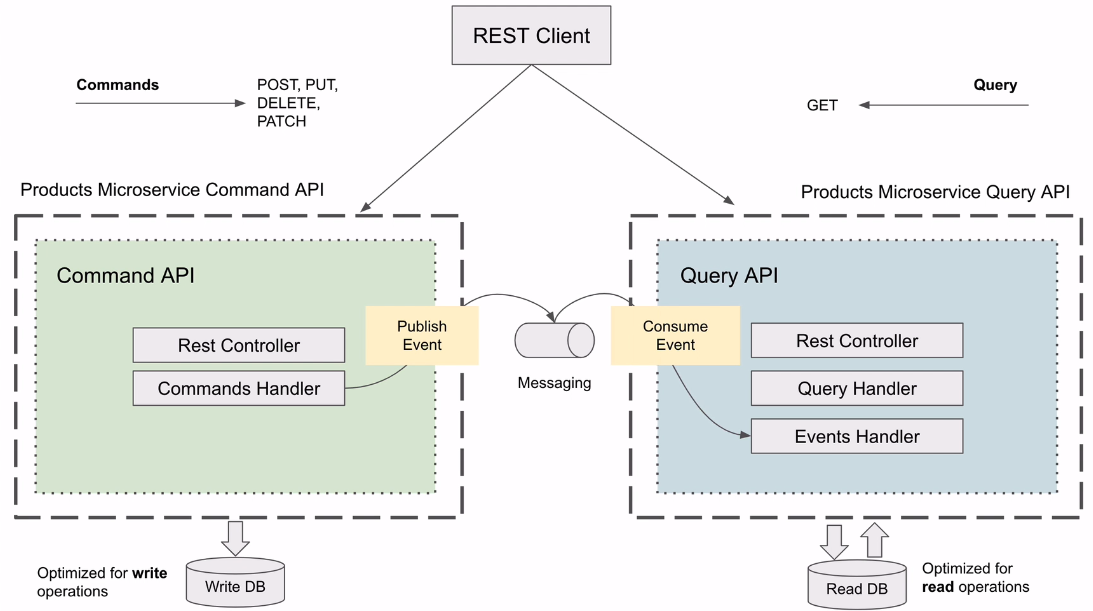 REST Client
Commands
POST, PUT,
DELETE,
PATCH
Query
GET
Products Microservice Command API
Products Microservice Query API
Command API
Rest Controller
Commands Handler
Publish
Event
Messaging
Consume
Event
Query API
Rest Controller
Query Handler
Events Handler
Optimized for write
operations
Write DB
Read DB
Optimized for
read operations